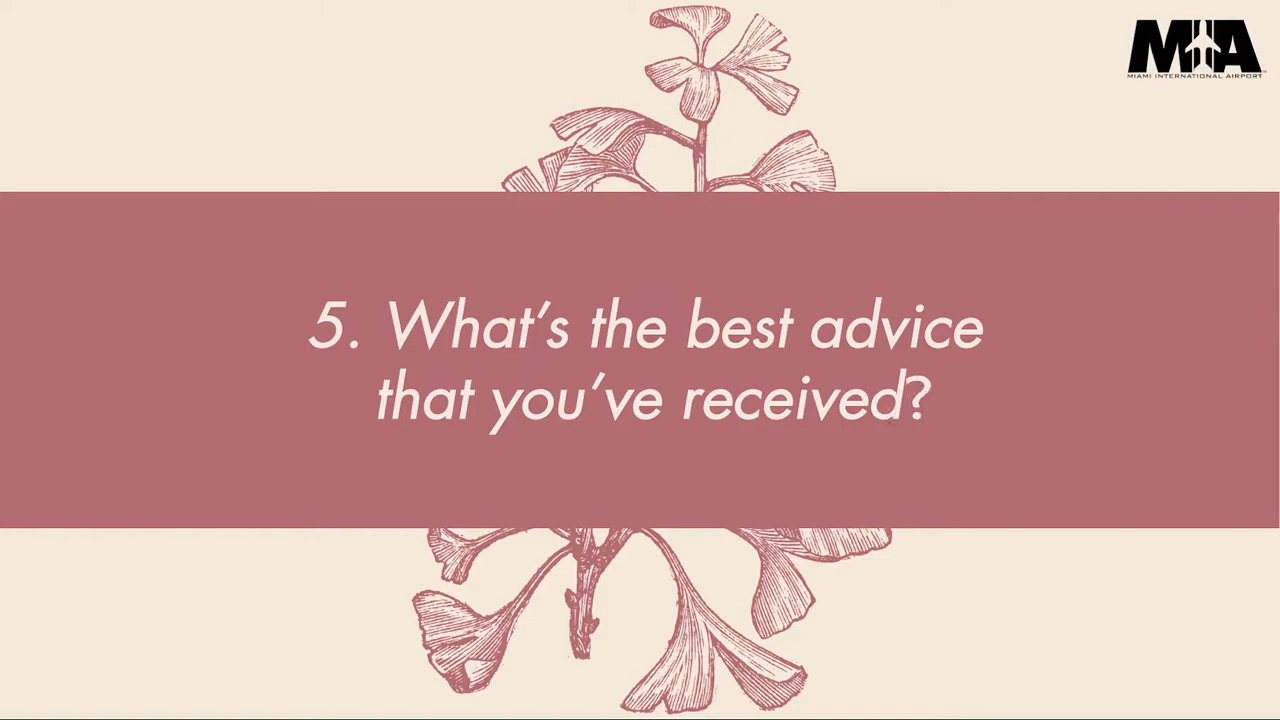 MIA
MIAMI INTERNATIONAL AIRPORT
5. What's the best advice
that you've received?